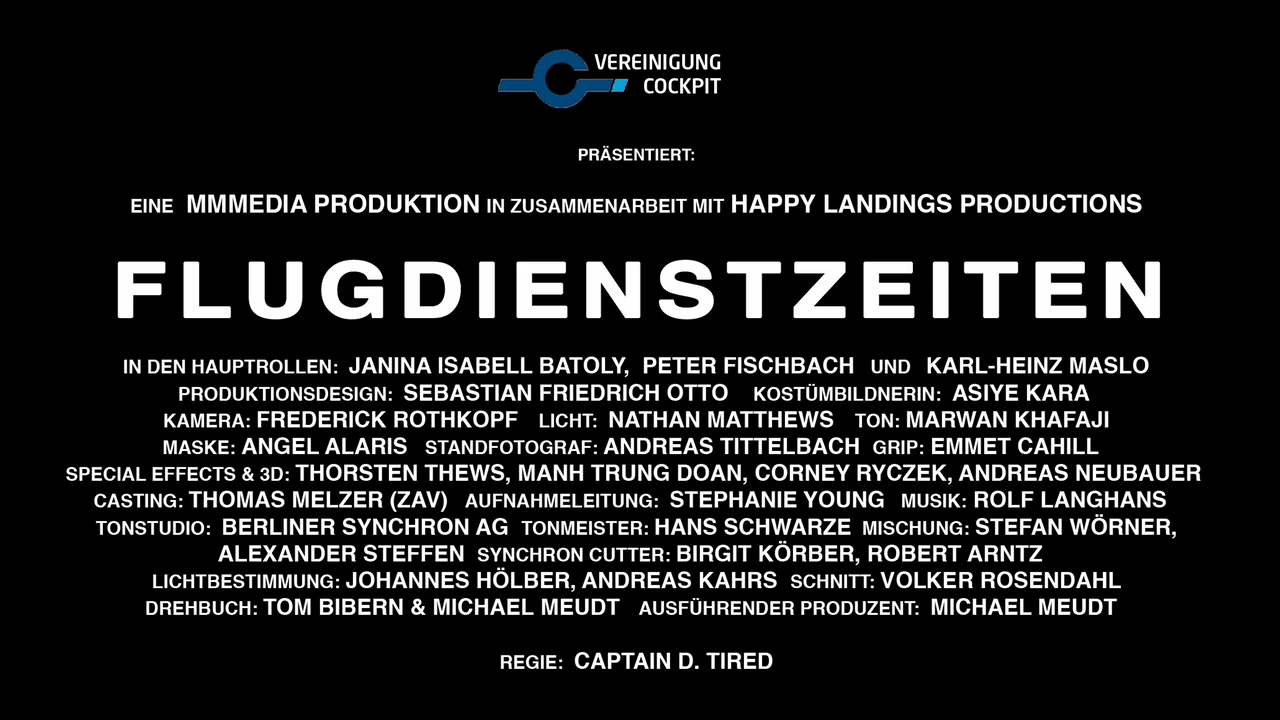 VEREINIGUNG
COCKPIT
PRÄSENTIERT:
EINE MMMEDIA PRODUKTION IN ZUSAMMENARBEIT MIT HAPPY LANDINGS PRODUCTIONS
FLUGDIENSTZEITEN
IN DEN HAUPTROLLEN: JANINA ISABELL BATOLY, PETER FISCHBACH UND KARL-HEINZ MASLO
PRODUKTIONSDESIGN: SEBASTIAN FRIEDRICH OTTO KOSTÜMBILDNERIN: ASIYE KARA
KAMERA: FREDERICK ROTHKOPF LICHT: NATHAN MATTHEWS TON: MARWAN KHAFAJI
MASKE: ANGEL ALARIS STANDFOTOGRAF: ANDREAS TITTELBACH GRIP: EMMET CAHILL
SPECIAL EFFECTS & 3D: THORSTEN THEWS, MANH TRUNG DOAN, CORNEY RYCZEK, ANDREAS NEUBAUER
CASTING: THOMAS MELZER (ZAV) AUFNAHMELEITUNG: STEPHANIE YOUNG MUSIK: ROLF LANGHANS
TONSTUDIO: BERLINER SYNCHRON AG TONMEISTER: HANS SCHWARZE MISCHUNG: STEFAN WÖRNER,
ALEXANDER STEFFEN SYNCHRON CUTTER: BIRGIT KÖRBER, ROBERT ARNTZ
LICHTBESTIMMUNG: JOHANNES HÖLBER, ANDREAS KAHRS SCHNITT: VOLKER ROSENDAHL
DREHBUCH: TOM BIBERN & MICHAEL MEUDT AUSFÜHRENDER PRODUZENT: MICHAEL MEUDT
REGIE: CAPTAIN D. TIRED